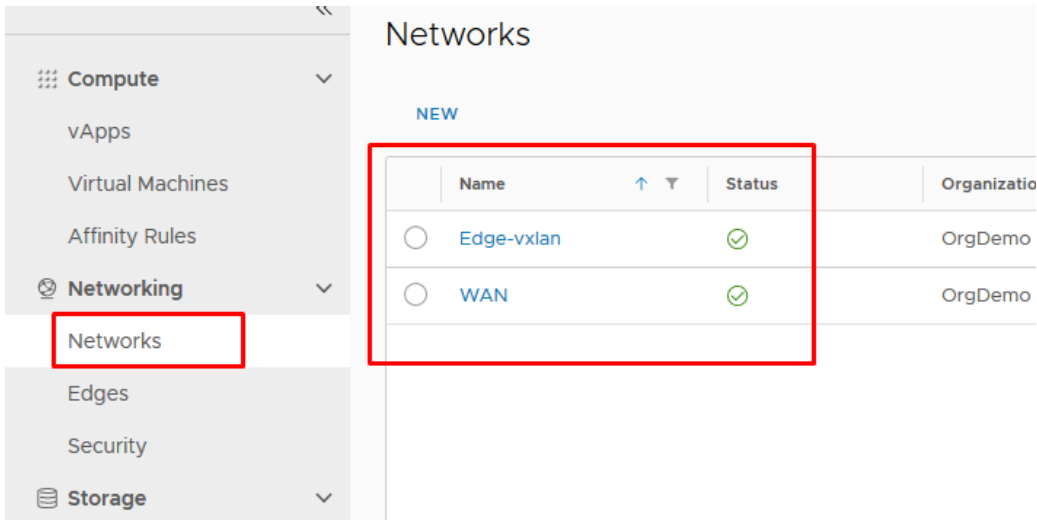 Compute
vApps
Virtual Machines
Affinity Rules
Networking
Networks
Edges
Security
Storage
Networks
NEW
Name Status Organizatio
Edge-vxlan OrgDemo
WAN OrgDemo